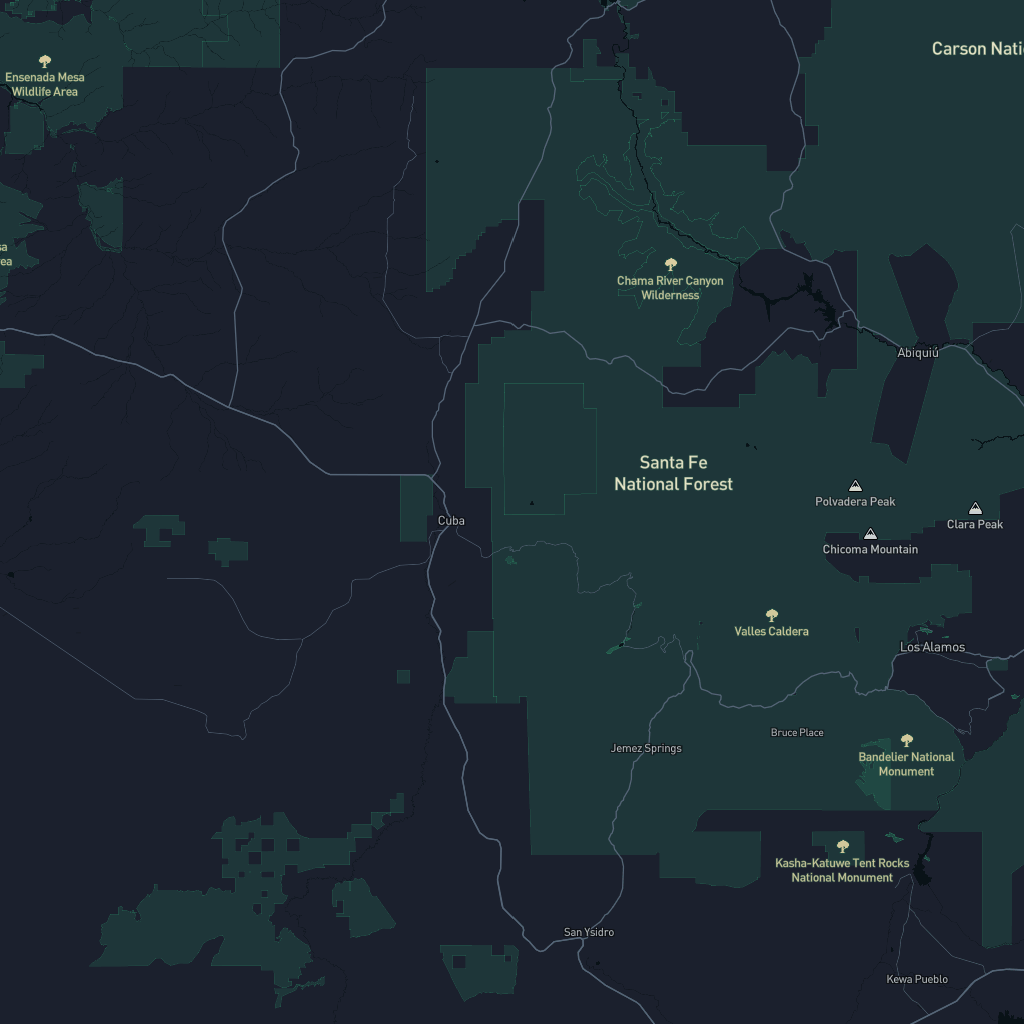 Carson Nati
Ensenada Mesa
Wildlife Area
sa
ea
Chama River Canyon
Wilderness
Abiquiú
Santa Fe
National Forest
Polvadera Peak
Clara Peak
Cuba
Chicoma Mountain
Valles Caldera
Los Alamos
Bruce Place
Jemez Springs
Bandelier National
Monument
Kasha-Katuwe Tent Rocks
National Monument
San Ysidro
Kewa Pueblo